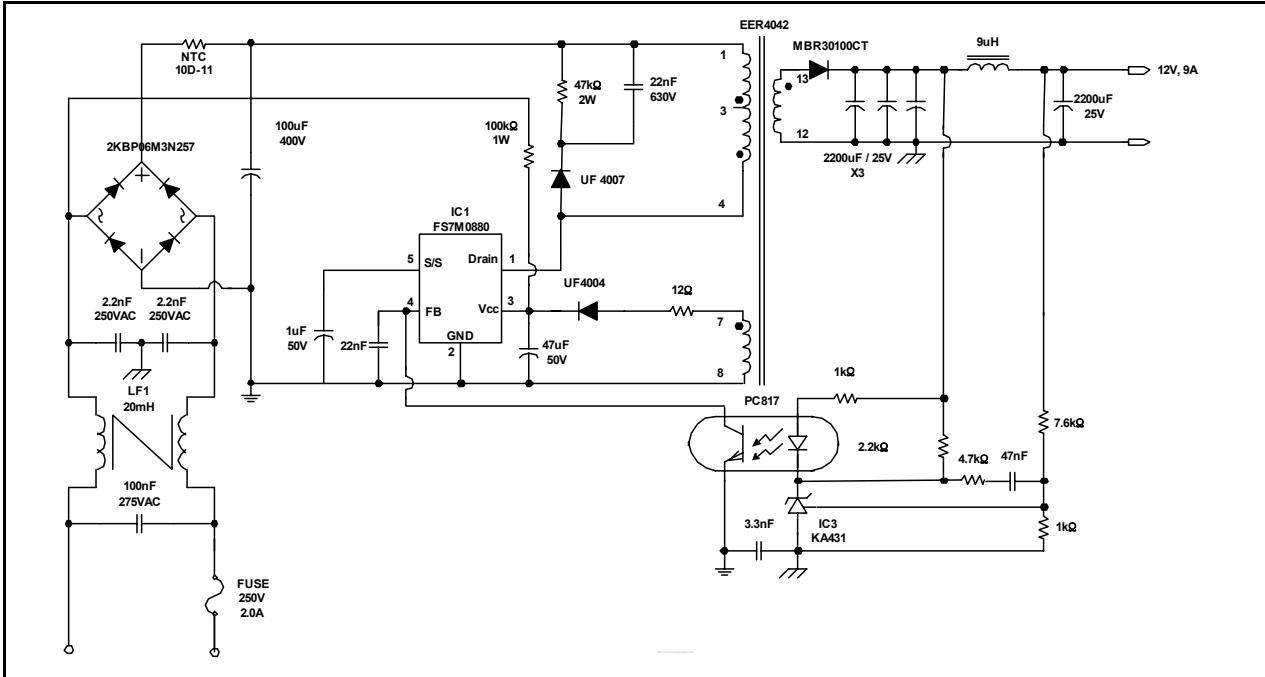 EER4042
NTC
10D-11
1
MBR30100CT
9uH
13
12V, 9A
47kΩ
2W
22nF
630V
3
100kΩ
1W
2200uF
25V
100uF
400V
12
2200uF / 25V
X3
2KBP06M3N257
UF 4007
4
IC1
FS7M0880
5
S/S
Drain
1
UF4004
12Ω
2.2nF
250VAC
2.2nF
250VAC
4
FB
Vcc
3
7
GND
2
1uF
50V
22nF
47uF
50V
8
LF1
20mH
1kΩ
PC817
7.6kΩ
2.2kΩ
4.7kΩ
47nF
100nF
275VAC
3.3nF
IC3
KA431
1kΩ
FUSE
250V
2.0A